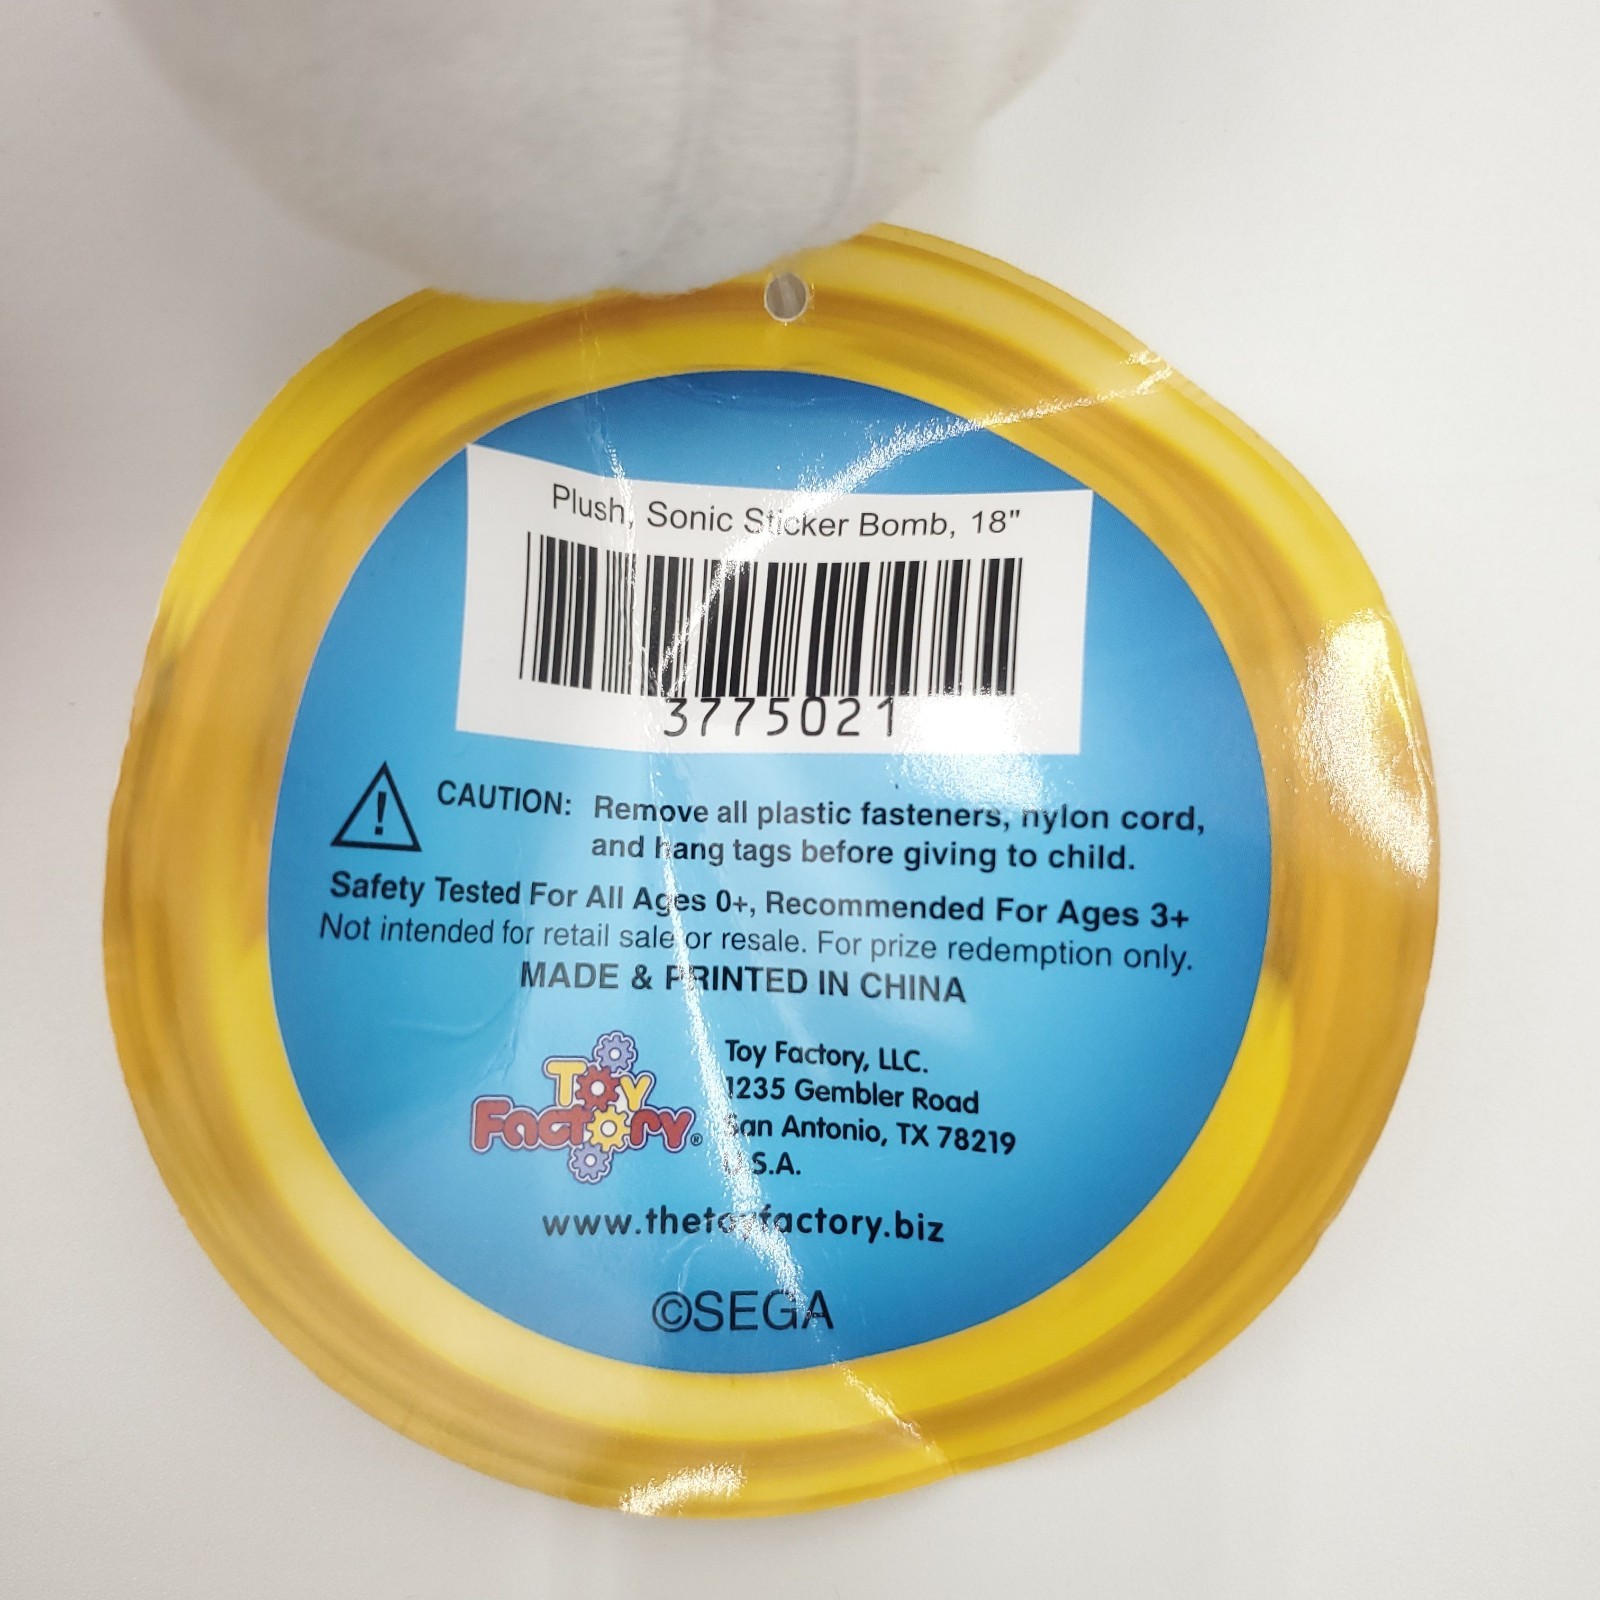 Plush, Sonic Sticker Bomb, 18"
3775021
CAUTION: Remove all plastic fasteners, nylon cord,
and hang tags before giving to child.
Safety Tested For All Ages 0+, Recommended For Ages 3+
Not intended for retail sale or resale. For prize redemption only.
MADE & PRINTED IN CHINA
Toy
Factory®
Toy Factory, LLC.
1235 Gembler Road
San Antonio, TX 78219
U.S.A.
www.thetoyfactory.biz
©SEGA